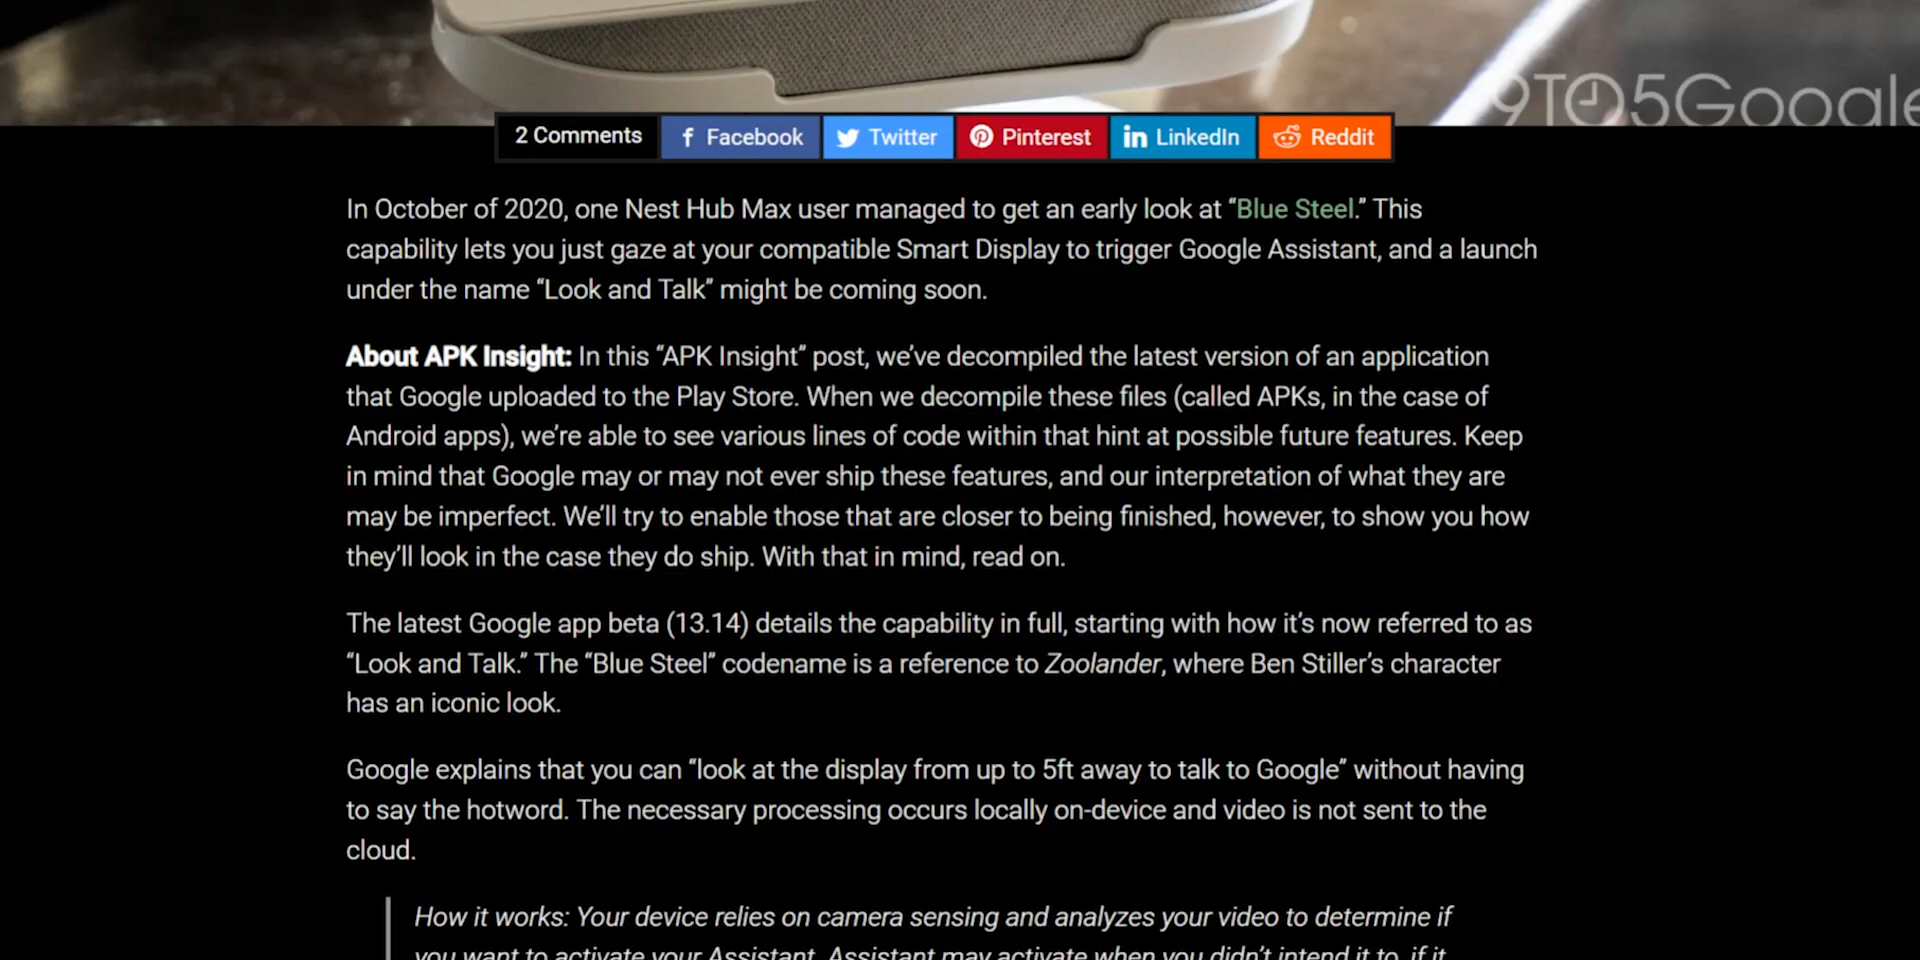 9TO5Google
2 Comments
Facebook
Twitter
Pinterest
LinkedIn
Reddit
In October of 2020, one Nest Hub Max user managed to get an early look at “Blue Steel.” This
capability lets you just gaze at your compatible Smart Display to trigger Google Assistant, and a launch
under the name “Look and Talk” might be coming soon.
About APK Insight: In this “APK Insight” post, we’ve decompiled the latest version of an application
that Google uploaded to the Play Store. When we decompile these files (called APKs, in the case of
Android apps), we’re able to see various lines of code within that hint at possible future features. Keep
in mind that Google may or may not ever ship these features, and our interpretation of what they are
may be imperfect. We’ll try to enable those that are closer to being finished, however, to show you how
they’ll look in the case they do ship. With that in mind, read on.
The latest Google app beta (13.14) details the capability in full, starting with how it’s now referred to as
“Look and Talk.” The “Blue Steel” codename is a reference to Zoolander, where Ben Stiller’s character
has an iconic look.
Google explains that you can “look at the display from up to 5ft away to talk to Google” without having
to say the hotword. The necessary processing occurs locally on-device and video is not sent to the
cloud.
How it works: Your device relies on camera sensing and analyzes your video to determine if
you want to activate your Assistant. Assistant may activate when you didn’t intend it to, if it